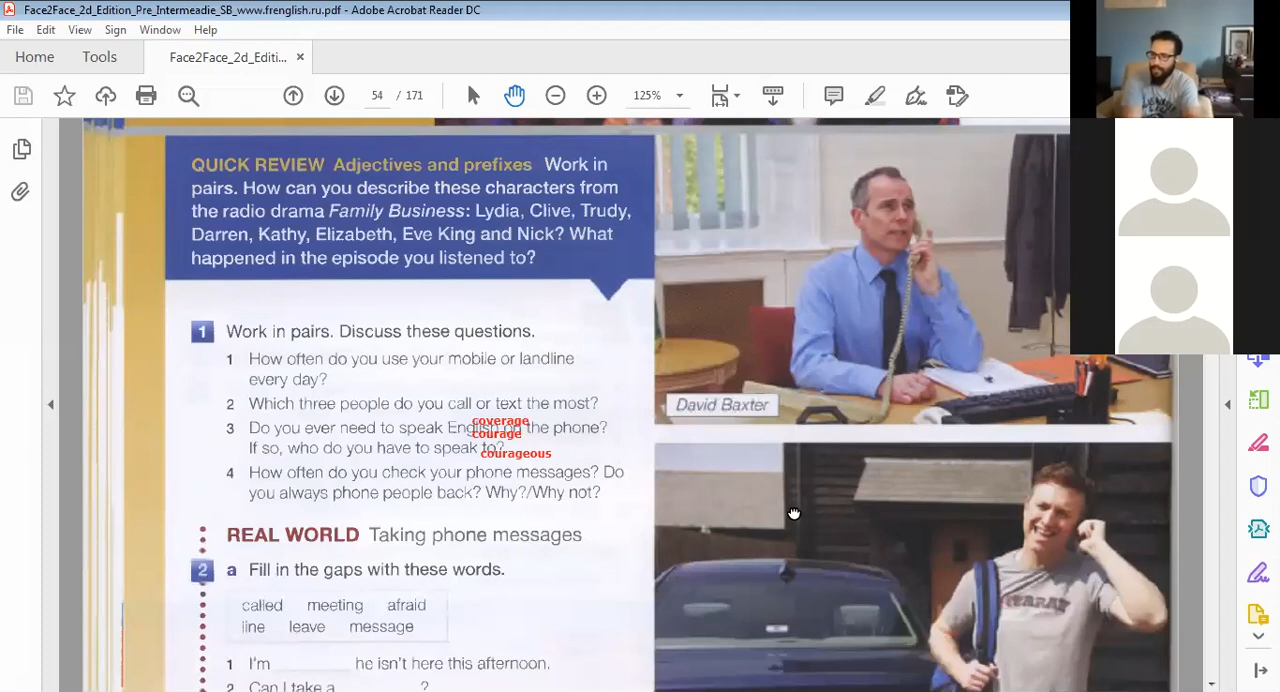 Face2Face_2d_Edition_Pre_Intermeadie_SB_www.frenglish.ru.pdf - Adobe Acrobat Reader DC
File Edit View Sign Window Help
Home Tools Face2Face_2d_Editi... ×
54 / 171 125%
QUICK REVIEW Adjectives and prefixes Work in
pairs. How can you describe these characters from
the radio drama Family Business: Lydia, Clive, Trudy,
Darren, Kathy, Elizabeth, Eve King and Nick? What
happened in the episode you listened to?
1 Work in pairs. Discuss these questions.
1 How often do you use your mobile or landline
every day?
2 Which three people do you call or text the most?
3 Do you ever need to speak English on the phone?
If so, who do you have to speak to?
coverage
courage
courageous
4 How often do you check your phone messages? Do
you always phone people back? Why?/Why not?
REAL WORLD Taking phone messages
2 a Fill in the gaps with these words.
called meeting afraid
line leave message
1 I'm ________ he isn't here this afternoon.
2 Can I take a ________ ?
David Baxter